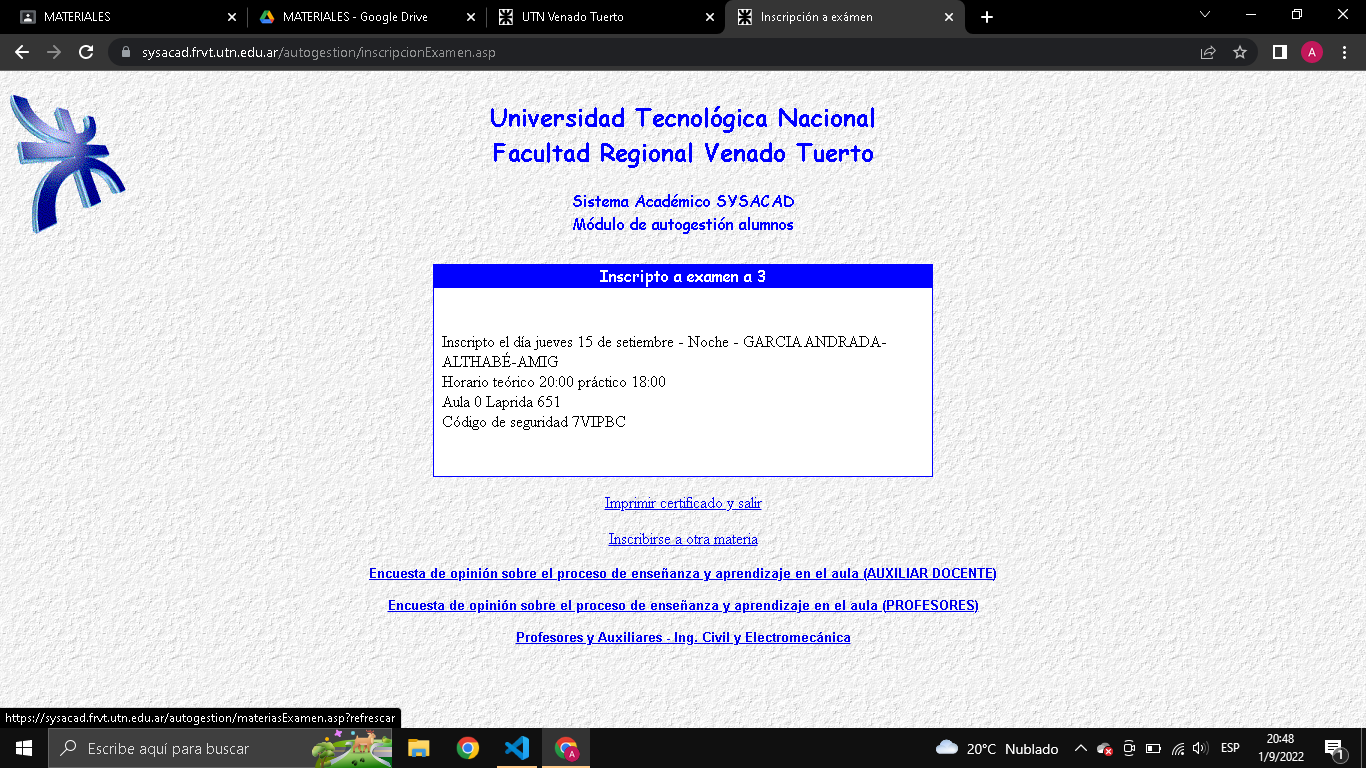 MATERIALES
MATERIALES - Google Drive
UTN Venado Tuerto
Inscripción a exámen
sysacad.frvt.utn.edu.ar/autogestion/inscripcionExamen.asp
A
Universidad Tecnológica Nacional
Facultad Regional Venado Tuerto
Sistema Académico SYSACAD
Módulo de autogestión alumnos
Inscripto a examen a 3
Inscripto el día jueves 15 de setiembre - Noche - GARCIA ANDRADA-
ALTHABÉ-AMIG
Horario teórico 20:00 práctico 18:00
Aula 0 Laprida 651
Código de seguridad 7VIPBC
Imprimir certificado y salir
Inscribirse a otra materia
Encuesta de opinión sobre el proceso de enseñanza y aprendizaje en el aula (AUXILIAR DOCENTE)
Encuesta de opinión sobre el proceso de enseñanza y aprendizaje en el aula (PROFESORES)
Profesores y Auxiliares - Ing. Civil y Electromecánica
https://sysacad.frvt.utn.edu.ar/autogestion/materiasExamen.asp?refrescar
Escribe aquí para buscar
A
20°C Nublado
ESP
20:48
1/9/2022
1